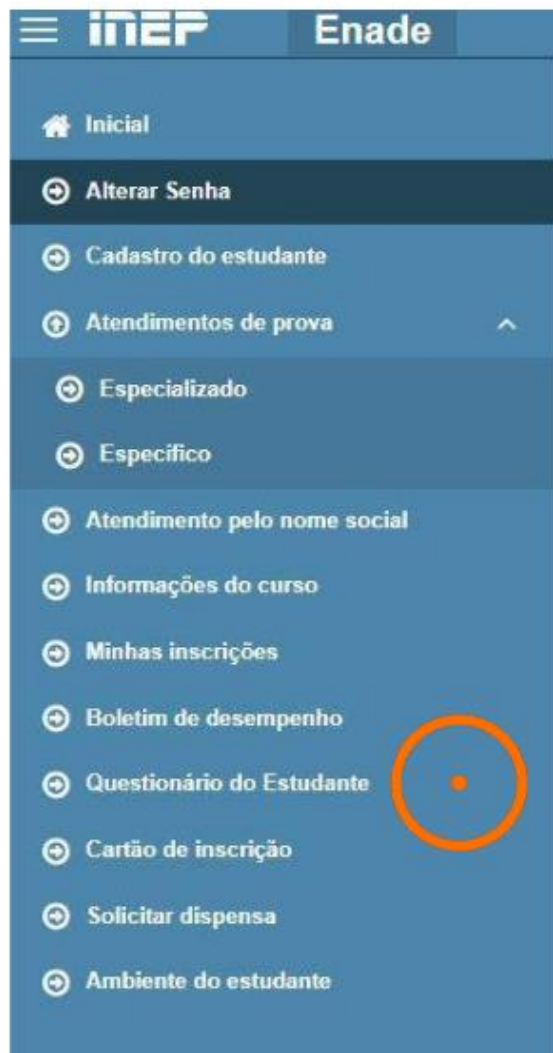 inep Enade
Inicial
Alterar Senha
Cadastro do estudante
Atendimentos de prova
Especializado
Específico
Atendimento pelo nome social
Informações do curso
Minhas inscrições
Boletim de desempenho
Questionário do Estudante
Cartão de inscrição
Solicitar dispensa
Ambiente do estudante